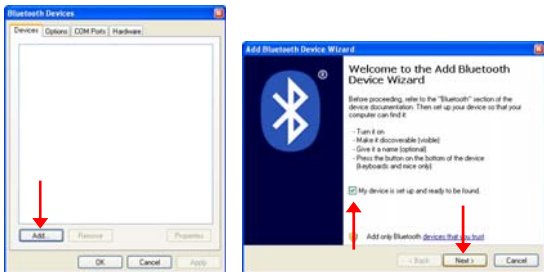 Bluetooth Devices
Devices Options COM Ports Hardware
Add... Remove Properties
OK Cancel Apply
Add Bluetooth Device Wizard
®
Welcome to the Add Bluetooth
Device Wizard
Before proceeding, refer to the "Bluetooth" section of the
device documentation. Then set up your device so that your
computer can find it:
- Turn it on
- Make it discoverable (visible)
- Give it a name (optional)
- Press the button on the bottom of the device
(keyboards and mice only)
My device is set up and ready to be found.
Add only Bluetooth devices that you trust
< Back Next > Cancel